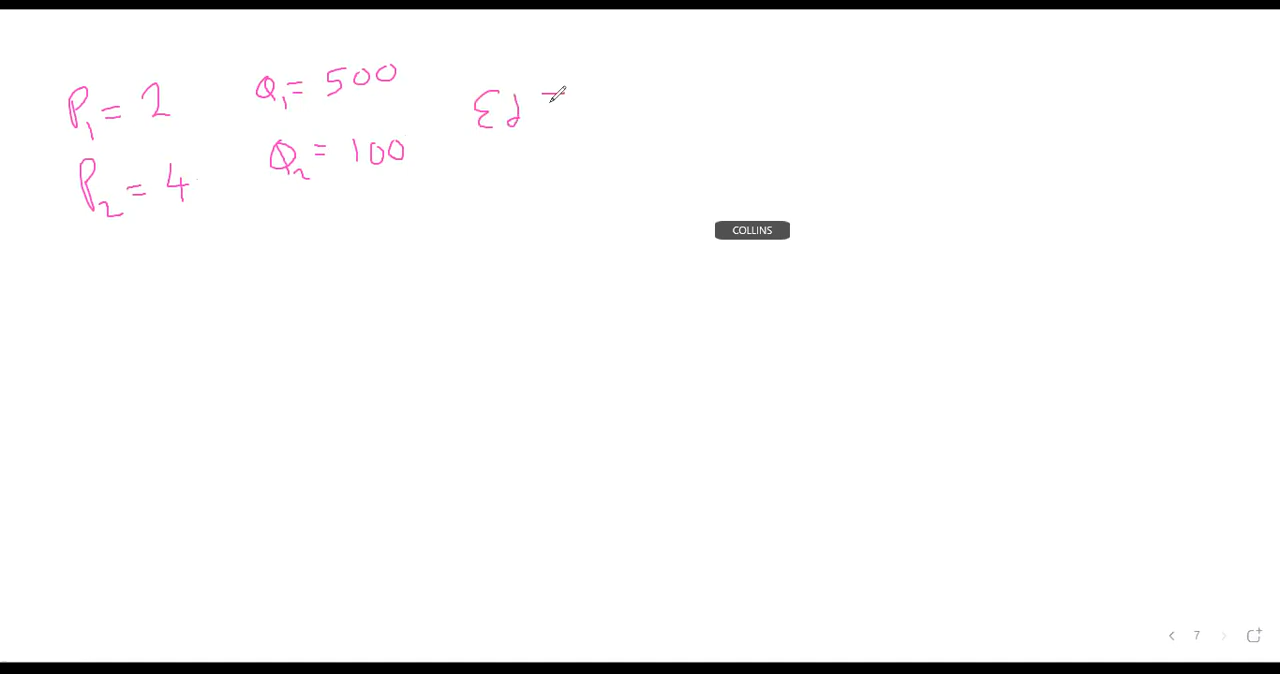 P₁ = 2
Q₁ = 500
Ed =
P₂ = 4
Q₂ = 100
COLLINS
7